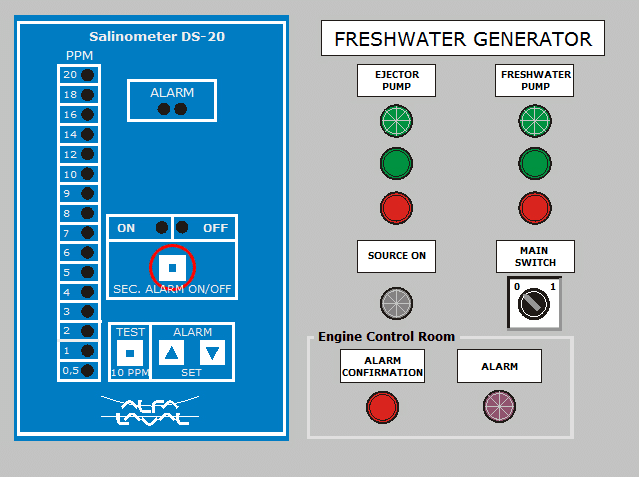 Salinometer DS-20
PPM
20
18
16
14
12
10
9
8
7
6
5
4
3
2
1
0,5
ALARM
ON
OFF
SEC. ALARM ON/OFF
TEST
10 PPM
ALARM
SET
ALFA
LAVAL
FRESHWATER GENERATOR
EJECTOR
PUMP
FRESHWATER
PUMP
SOURCE ON
MAIN
SWITCH
0 1
Engine Control Room
ALARM
CONFIRMATION
ALARM